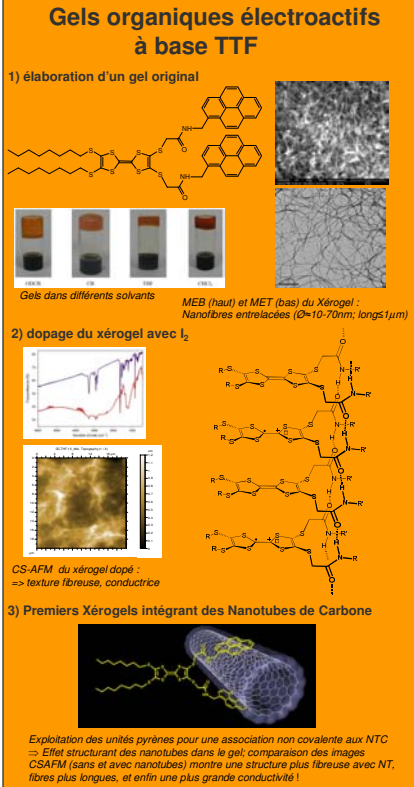 Gels organiques électroactifs
à base TTF
1) élaboration d'un gel original
Gels dans différents solvants
MEB (haut) et MET (bas) du Xérogel :
Nanofibres entrelacées (Ø≈10-70nm; long≤1µm)
2) dopage du xérogel avec I2
CS-AFM du xérogel dopé :
=> texture fibreuse, conductrice
3) Premiers Xérogels intégrant des Nanotubes de Carbone
Exploitation des unités pyrènes pour une association non covalente aux NTC
⇒ Effet structurant des nanotubes dans le gel; comparaison des images
CSAFM (sans et avec nanotubes) montre une structure plus fibreuse avec NT,
fibres plus longues, et enfin une plus grande conductivité !